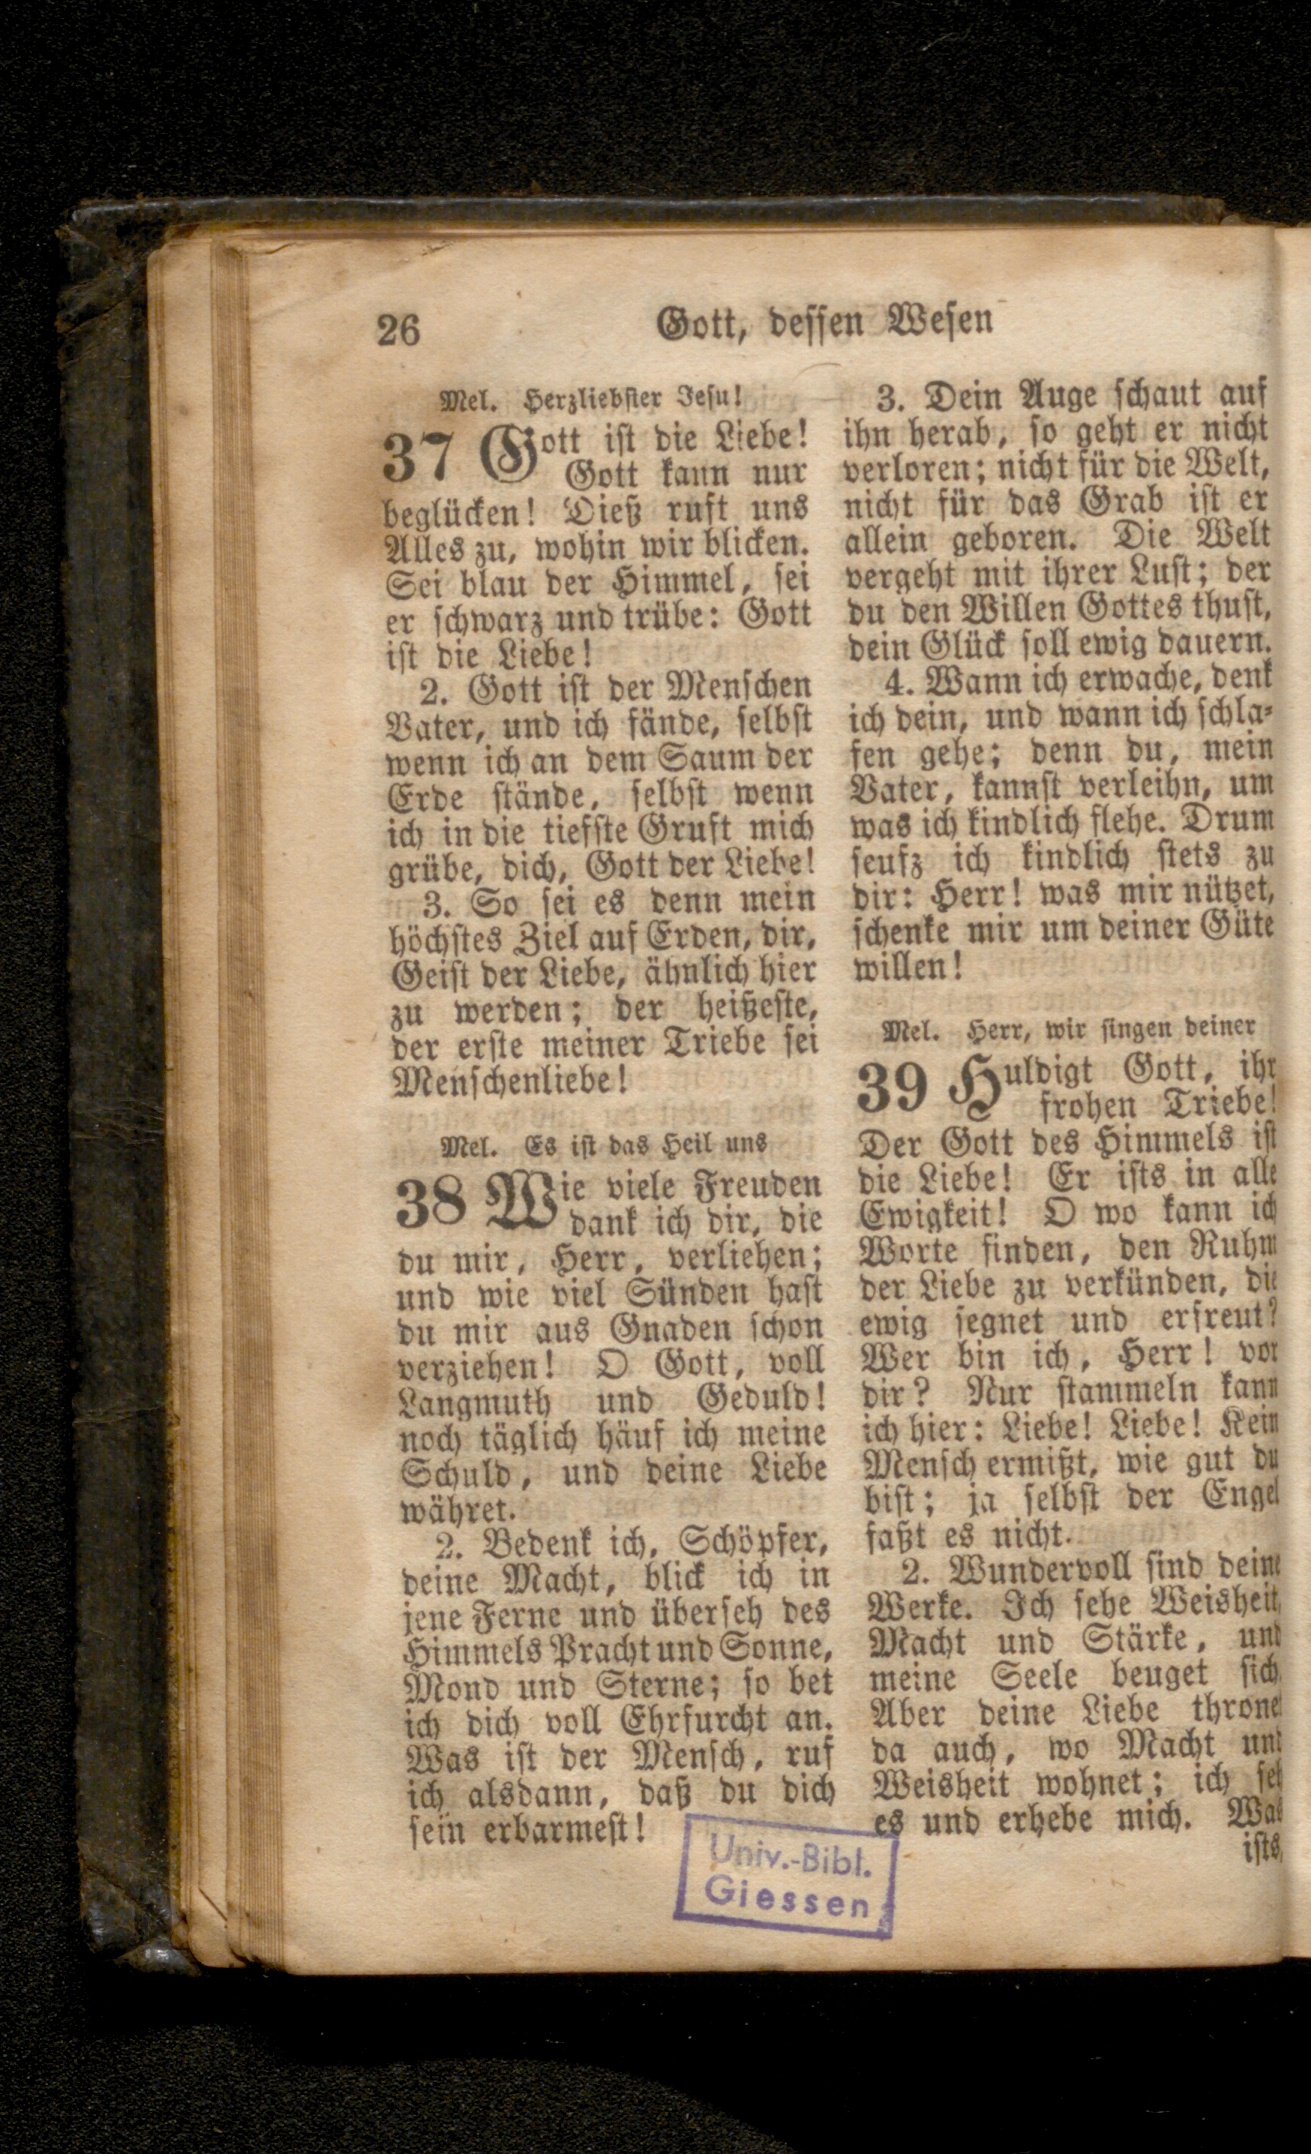 26
Gott, dessen Wesen
Mel. Herzliebster Jesu!
37 Gott ist die Liebe!
Gott kann nur
beglücken! Dieß ruft uns
Alles zu, wohin wir blicken.
Sei blau der Himmel, sei
er schwarz und trübe: Gott
ist die Liebe!
2. Gott ist der Menschen
Vater, und ich fände, selbst
wenn ich an dem Saum der
Erde stände, selbst wenn
ich in die tiefste Gruft mich
grübe, dich, Gott der Liebe!
3. So sei es denn mein
höchstes Ziel auf Erden, dir,
Geist der Liebe, ähnlich hier
zu werden; der heißeste,
der erste meiner Triebe sei
Menschenliebe!
Mel. Es ist das Heil uns
38 Wie viele Freuden
dank ich dir, die
du mir, Herr, verliehen;
und wie viel Sünden hast
du mir aus Gnaden schon
verziehen! O Gott, voll
Langmuth und Geduld!
noch täglich häuf ich meine
Schuld, und deine Liebe
währet.
2. Bedenk ich, Schöpfer,
deine Macht, blick ich in
jene Ferne und überseh des
Himmels Pracht und Sonne,
Mond und Sterne; so bet
ich dich voll Ehrfurcht an.
Was ist der Mensch, ruf
ich alsdann, daß du dich
sein erbarmest!
3. Dein Auge schaut auf
ihn herab, so geht er nicht
verloren; nicht für die Welt,
nicht für das Grab ist er
allein geboren. Die Welt
vergeht mit ihrer Lust; der
du den Willen Gottes thust,
dein Glück soll ewig dauern.
4. Wann ich erwache, denk
ich dein, und wann ich schla-
fen gehe; denn du, mein
Vater, kannst verleihn, um
was ich kindlich flehe. Drum
seufz ich kindlich stets zu
dir: Herr! was mir nützet,
schenke mir um deiner Güte
willen!
Mel. Herr, wir singen deiner
39 Huldigt Gott, ihr
frohen Triebe!
Der Gott des Himmels ist
die Liebe! Er ists in alle
Ewigkeit! O wo kann ich
Worte finden, den Ruhm
der Liebe zu verkünden, die
ewig segnet und erfreut?
Wer bin ich, Herr! vor
dir? Nur stammeln kann
ich hier: Liebe! Liebe! Kein
Mensch ermißt, wie gut du
bist; ja selbst der Engel
faßt es nicht.
2. Wundervoll sind deine
Werke. Ich sehe Weisheit,
Macht und Stärke, und
meine Seele beuget sich.
Aber deine Liebe
da auch, wo Macht und
Weisheit wohnet; ich seh
es und erhebe mich. Was
ists
Univ.-Bibl.
Giessen